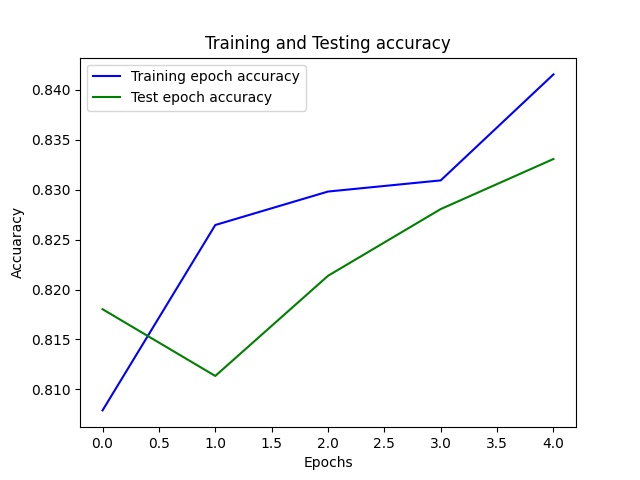 Training and Testing accuracy
Training epoch accuracy
Test epoch accuracy
0.840
0.835
0.830
0.825
0.820
0.815
0.810
Accuaracy
0.0 0.5 1.0 1.5 2.0 2.5 3.0 3.5 4.0
Epochs